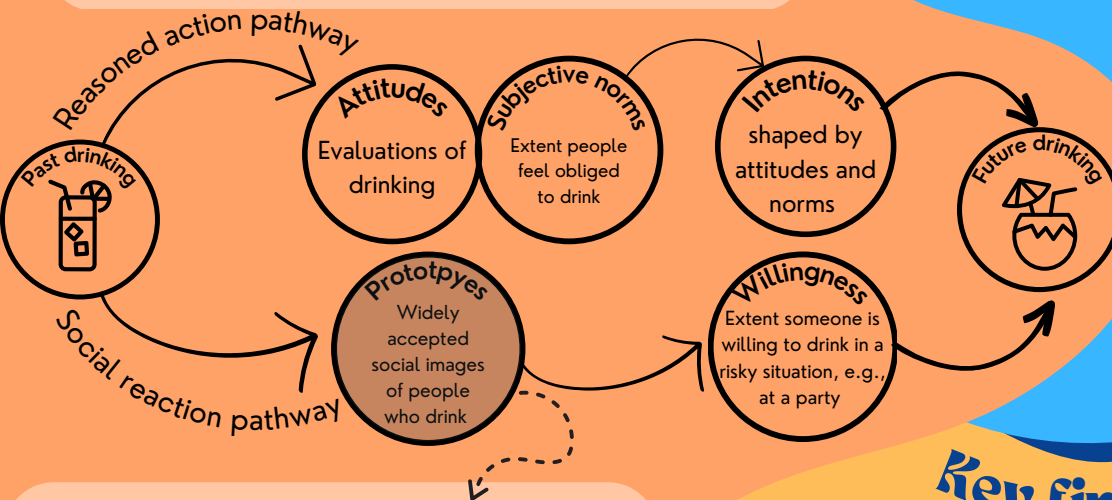 Reasoned action pathway
Past drinking
Attitudes
Evaluations of
drinking
Subjective norms
Extent people
feel obliged
to drink
Intentions
shaped by
attitudes and
norms
Future drinking
Social reaction pathway
Prototpyes
Widely
accepted
social images
of people
who drink
Willingness
Extent someone is
willing to drink in a
risky situation, e.g.,
at a party
Key